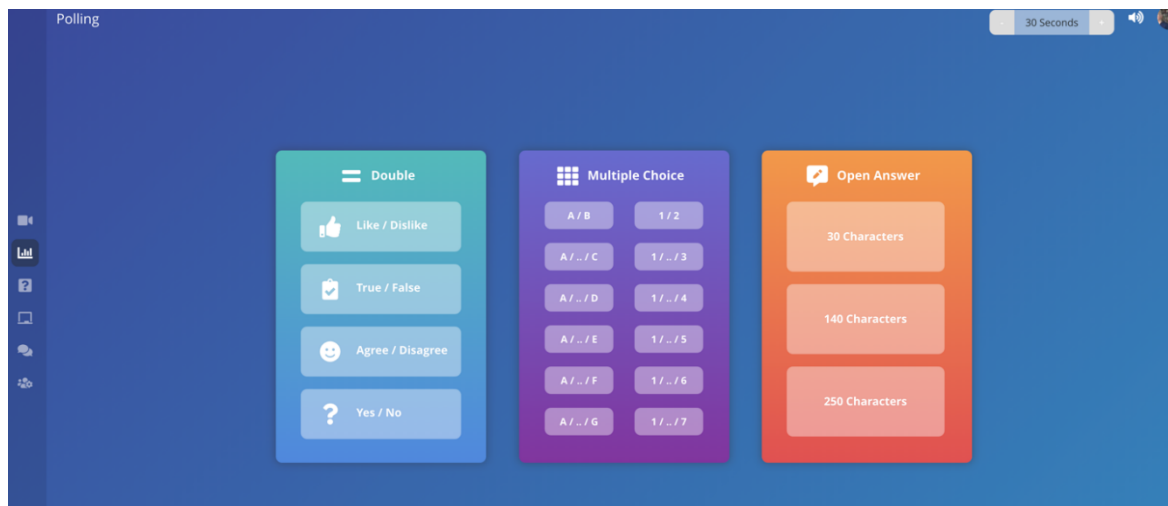 Polling
- 30 Seconds +
Double
Like / Dislike
True / False
Agree / Disagree
Yes / No
Multiple Choice
A / B 1 / 2
A / .. / C 1 / .. / 3
A / .. / D 1 / .. / 4
A / .. / E 1 / .. / 5
A / .. / F 1 / .. / 6
A / .. / G 1 / .. / 7
Open Answer
30 Characters
140 Characters
250 Characters